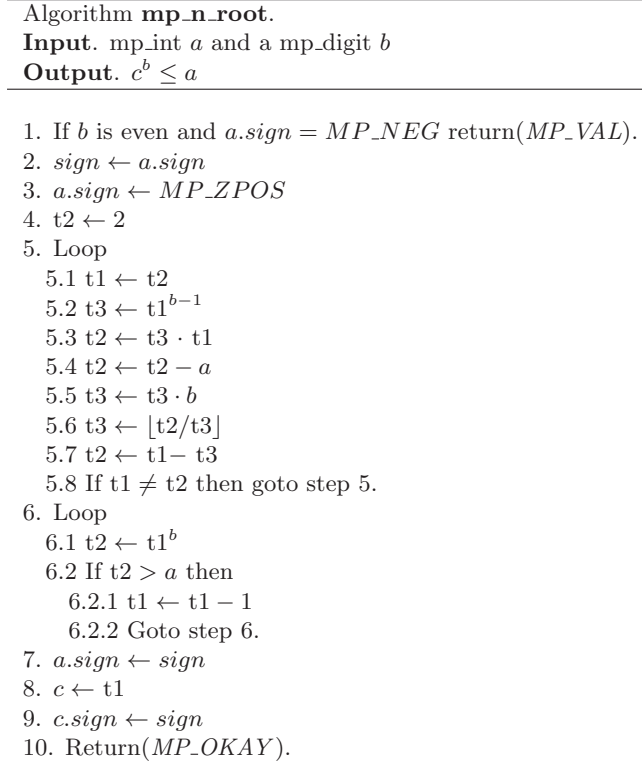 Algorithm mp_n_root.
Input. mp_int a and a mp_digit b
Output. c^b ≤ a
1. If b is even and a.sign = MP_NEG return(MP_VAL).
2. sign ← a.sign
3. a.sign ← MP_ZPOS
4. t2 ← 2
5. Loop
5.1 t1 ← t2
5.2 t3 ← t1^{b−1}
5.3 t2 ← t3 · t1
5.4 t2 ← t2 − a
5.5 t3 ← t3 · b
5.6 t3 ← ⌊t2/t3⌋
5.7 t2 ← t1− t3
5.8 If t1 ≠ t2 then goto step 5.
6. Loop
6.1 t2 ← t1^b
6.2 If t2 > a then
6.2.1 t1 ← t1 − 1
6.2.2 Goto step 6.
7. a.sign ← sign
8. c ← t1
9. c.sign ← sign
10. Return(MP_OKAY).